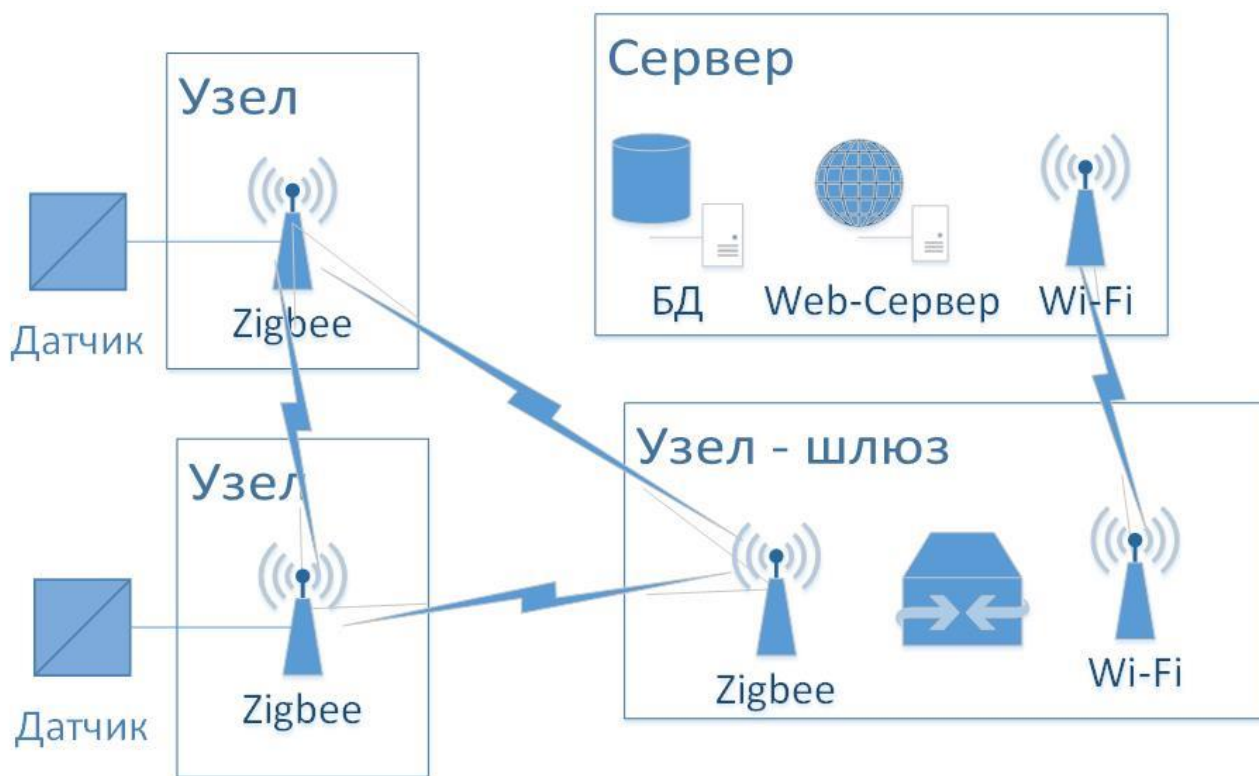 Узел
Датчик
Zigbee
Сервер
БД
Web-Сервер
Wi-Fi
Узел
Датчик
Zigbee
Узел - шлюз
Zigbee
Wi-Fi